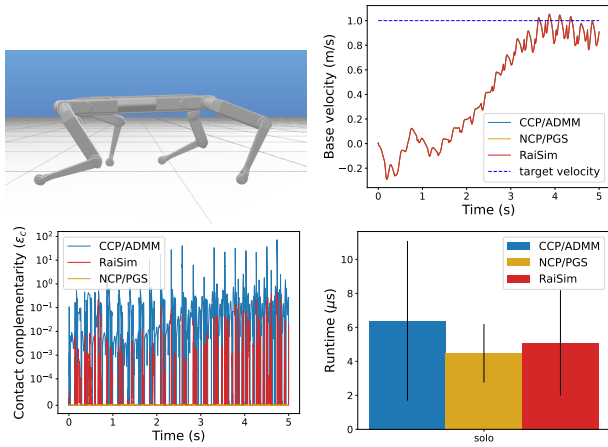 1.0
0.8
0.6
0.4
0.2
0.0
−0.2
Base velocity (m/s)
CCP/ADMM
NCP/PGS
RaiSim
target velocity
0 1 2 3 4 5
Time (s)
10²
10¹
10⁰
10⁻¹
10⁻²
10⁻³
10⁻⁴
0
Contact complementarity (εc)
CCP/ADMM
RaiSim
NCP/PGS
0 1 2 3 4 5
Time (s)
10
8
6
4
2
0
Runtime (μs)
CCP/ADMM
NCP/PGS
RaiSim
solo